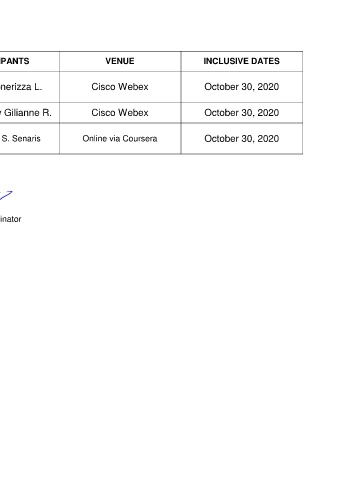 IPANTS VENUE INCLUSIVE DATES
nerizza L. Cisco Webex October 30, 2020
Gilianne R. Cisco Webex October 30, 2020
S. Senaris Online via Coursera October 30, 2020
inator